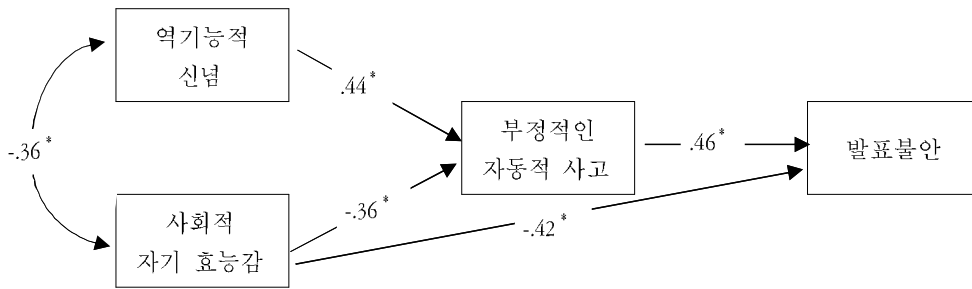 역기능적
신념
.44*
-.36*
부정적인
자동적 사고
.46*
발표불안
사회적
자기 효능감
-.36*
-.42*